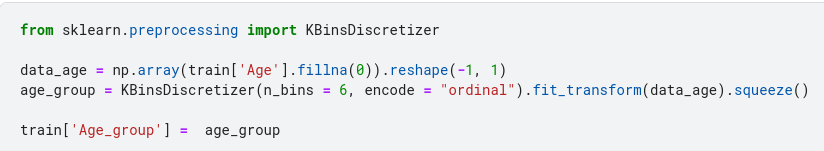 from sklearn.preprocessing import KBinsDiscretizer
data_age = np.array(train['Age'].fillna(0)).reshape(-1, 1)
age_group = KBinsDiscretizer(n_bins = 6, encode = "ordinal").fit_transform(data_age).squeeze()
train['Age_group'] =  age_group